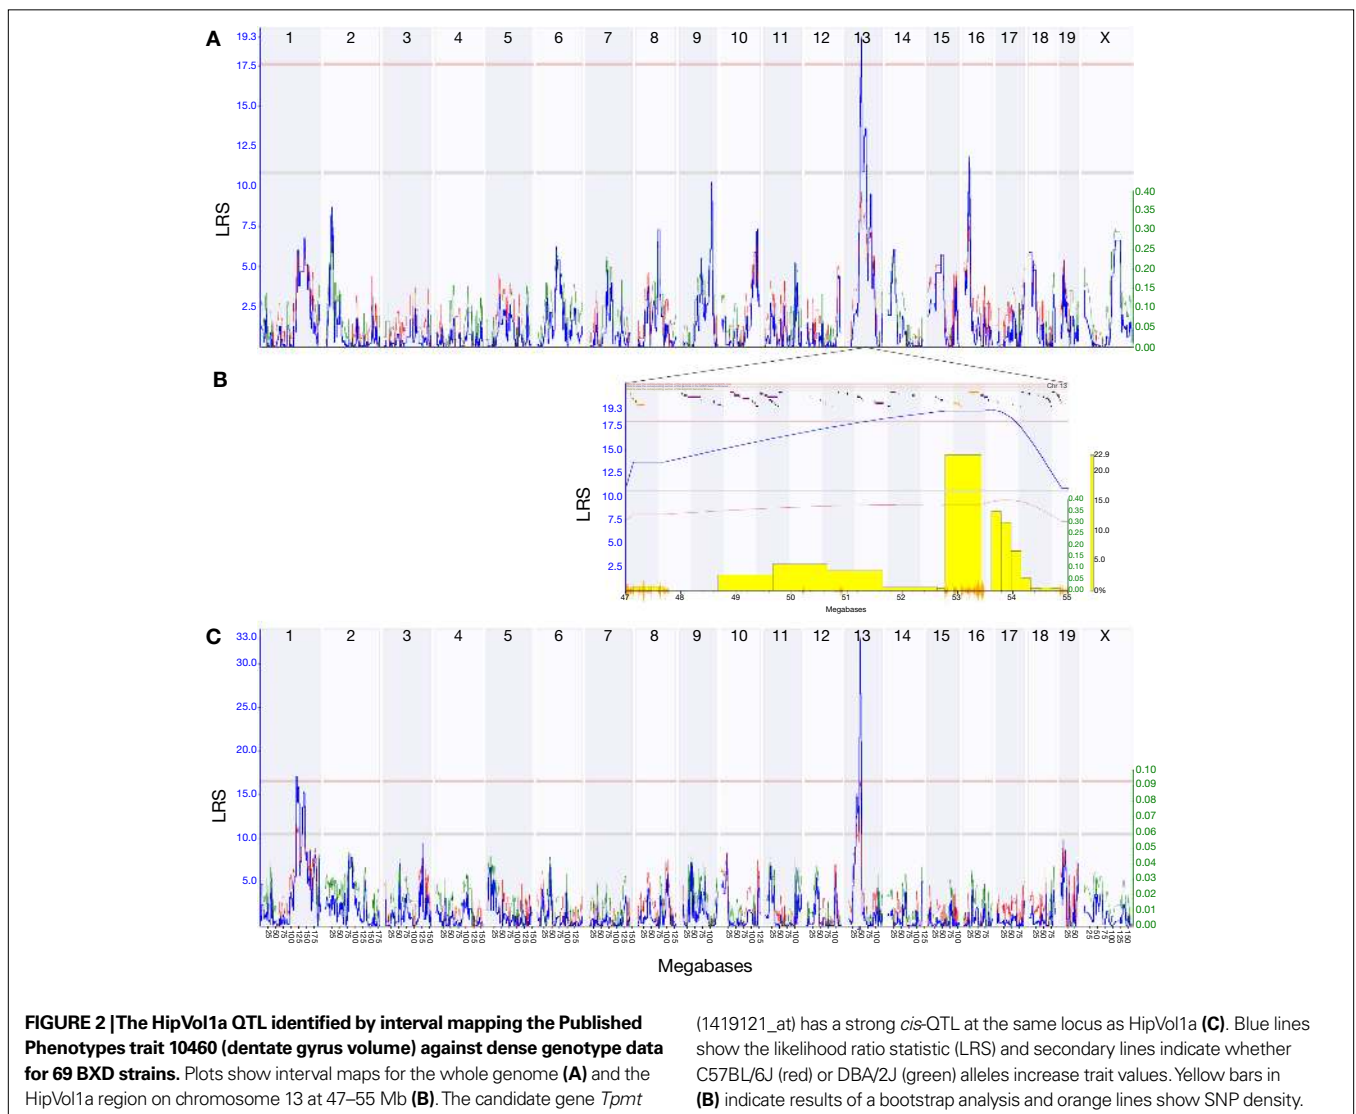 A
1 2 3 4 5 6 7 8 9 10 11 12 13 14 15 16 17 18 19 X
19.3
17.5
15.0
12.5
10.0
7.5
5.0
2.5
LRS
0.40
0.35
0.30
0.25
0.20
0.15
0.10
0.05
0.00
B
Chr 13
19.3
17.5
15.0
12.5
10.0
7.5
5.0
2.5
LRS
0.40
0.35
0.30
0.25
0.20
0.15
0.10
0.05
0.00
22.9
20.0
15.0
10.0
5.0
0%
47 48 49 50 51 52 53 54 55
Megabases
C
1 2 3 4 5 6 7 8 9 10 11 12 13 14 15 16 17 18 19 X
33.0
30.0
25.0
20.0
15.0
10.0
5.0
LRS
0.10
0.09
0.08
0.07
0.06
0.05
0.04
0.03
0.02
0.01
0.00
Megabases
FIGURE 2 | The HipVol1a QTL identified by interval mapping the Published
Phenotypes trait 10460 (dentate gyrus volume) against dense genotype data
for 69 BXD strains. Plots show interval maps for the whole genome (A) and the
HipVol1a region on chromosome 13 at 47–55 Mb (B). The candidate gene Tpmt
(1419121_at) has a strong cis-QTL at the same locus as HipVol1a (C). Blue lines
show the likelihood ratio statistic (LRS) and secondary lines indicate whether
C57BL/6J (red) or DBA/2J (green) alleles increase trait values. Yellow bars in
(B) indicate results of a bootstrap analysis and orange lines show SNP density.